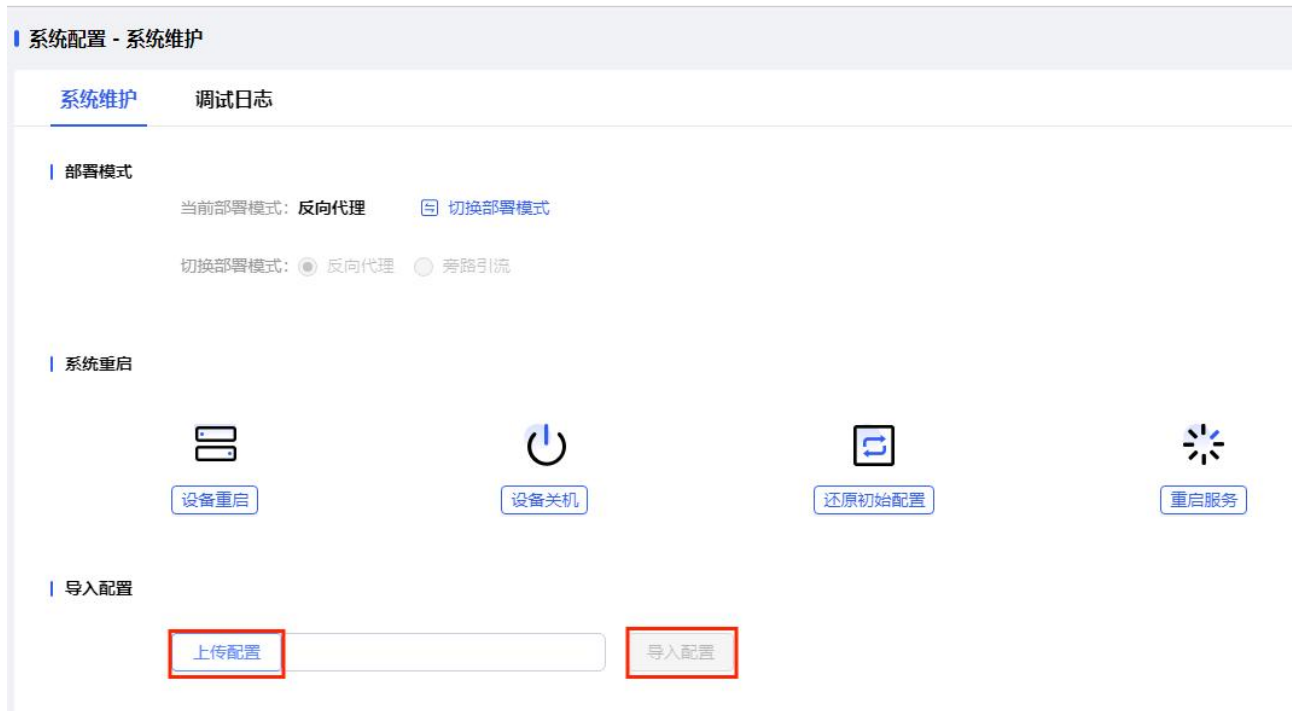 系统配置 - 系统维护
系统维护 调试日志
部署模式
当前部署模式: 反向代理 切换部署模式
切换部署模式: 反向代理 旁路引流
系统重启
设备重启 设备关机 还原初始配置 重启服务
导入配置
上传配置 导入配置